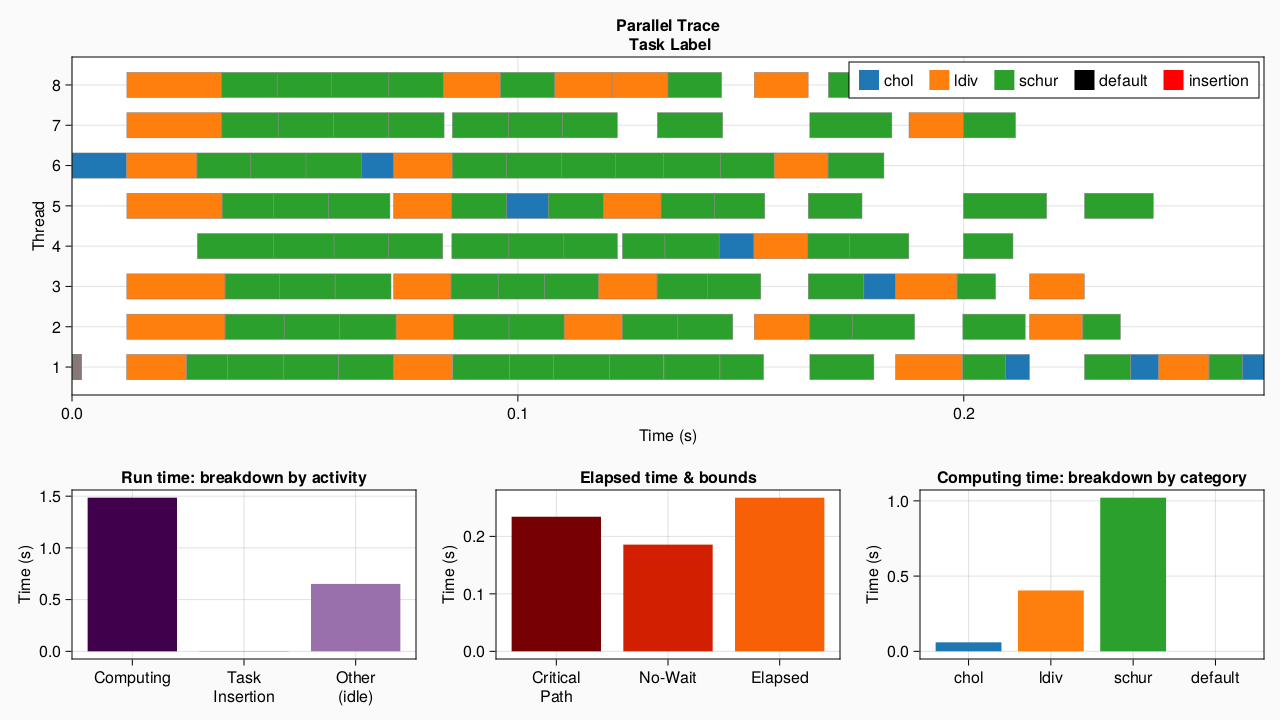 Parallel Trace
Task Label
chol ldiv schur default insertion
Thread
8
7
6
5
4
3
2
1
0.0 0.1 0.2
Time (s)
Run time: breakdown by activity
Time (s)
1.5
1.0
0.5
0.0
Computing Task Insertion Other (idle)
Elapsed time & bounds
Time (s)
0.2
0.1
0.0
Critical Path No-Wait Elapsed
Computing time: breakdown by category
Time (s)
1.0
0.5
0.0
chol ldiv schur default